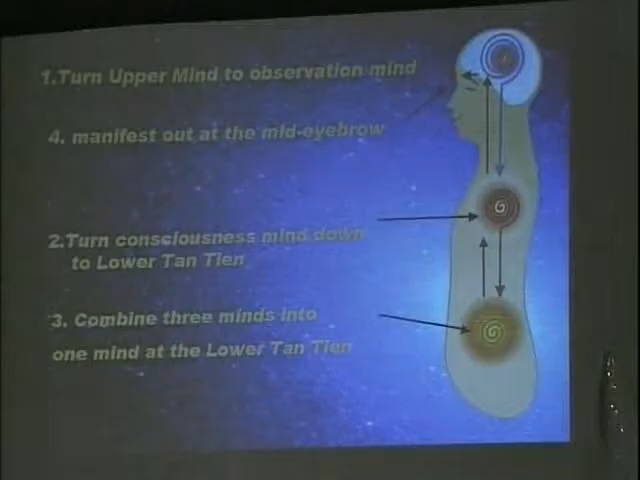 1.Turn Upper Mind to observation mind
4. manifest out at the mid-eyebrow
2.Turn consciousness mind down
to Lower Tan Tien
3. Combine three minds into
one mind at the Lower Tan Tien